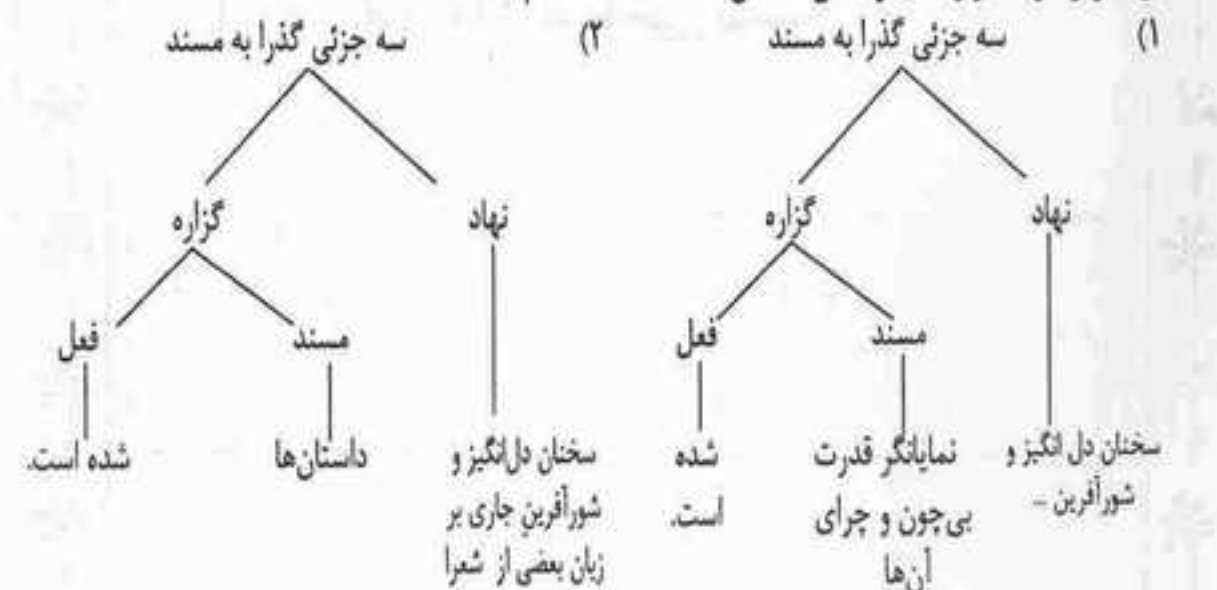 ۱) سه جزئی گذرا به مسند
نهاد
گزاره
مسند
فعل
سخنان دل انگیز و
شورآفرین ...
نمایانگر قدرت
بی‌چون و چرای
آن‌ها
شده
است.
۲) سه جزئی گذرا به مسند
نهاد
گزاره
مسند
فعل
سخنان دل‌انگیز و
شورآفرینِ جاری بر
زبان بعضی از شعرا
داستان‌ها
شده است.